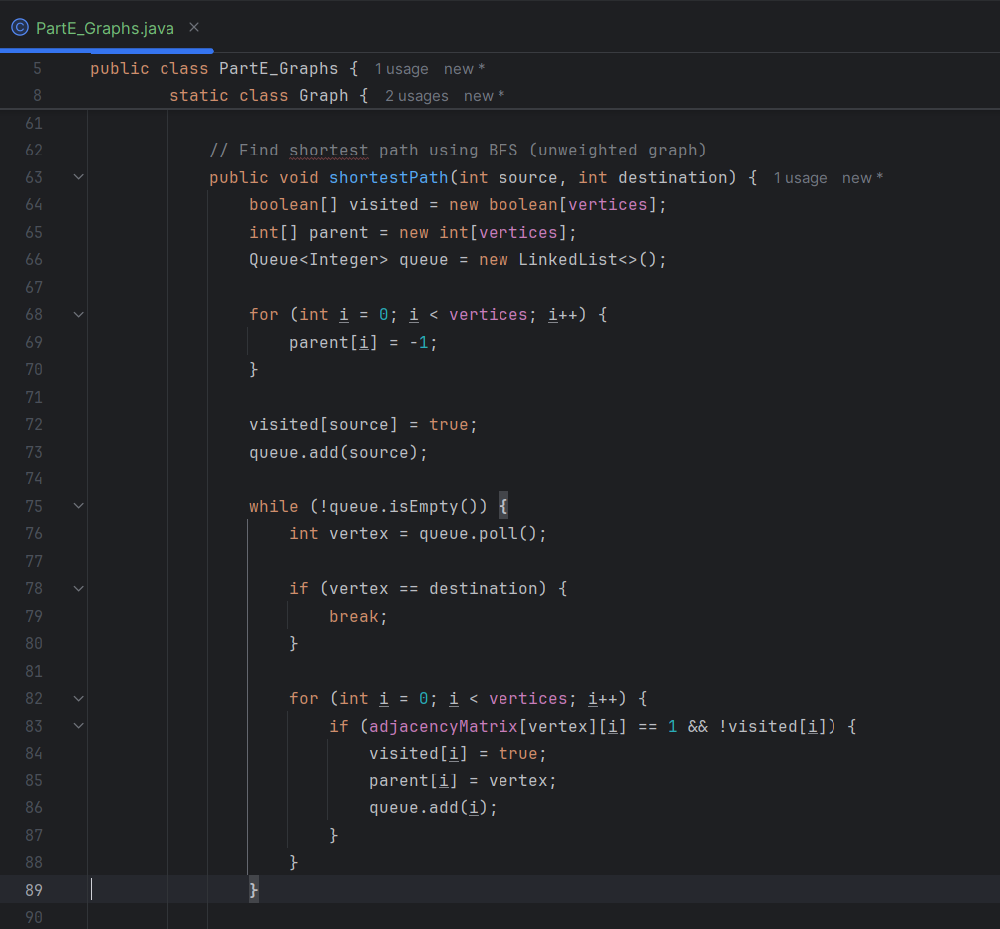 PartE_Graphs.java
5 public class PartE_Graphs { 1 usage new *
8 static class Graph { 2 usages new *
61
62 // Find shortest path using BFS (unweighted graph)
63 public void shortestPath(int source, int destination) { 1 usage new *
64 boolean[] visited = new boolean[vertices];
65 int[] parent = new int[vertices];
66 Queue<Integer> queue = new LinkedList<>();
67
68 for (int i = 0; i < vertices; i++) {
69 parent[i] = -1;
70 }
71
72 visited[source] = true;
73 queue.add(source);
74
75 while (!queue.isEmpty()) {
76 int vertex = queue.poll();
77
78 if (vertex == destination) {
79 break;
80 }
81
82 for (int i = 0; i < vertices; i++) {
83 if (adjacencyMatrix[vertex][i] == 1 && !visited[i]) {
84 visited[i] = true;
85 parent[i] = vertex;
86 queue.add(i);
87 }
88 }
89 }
90